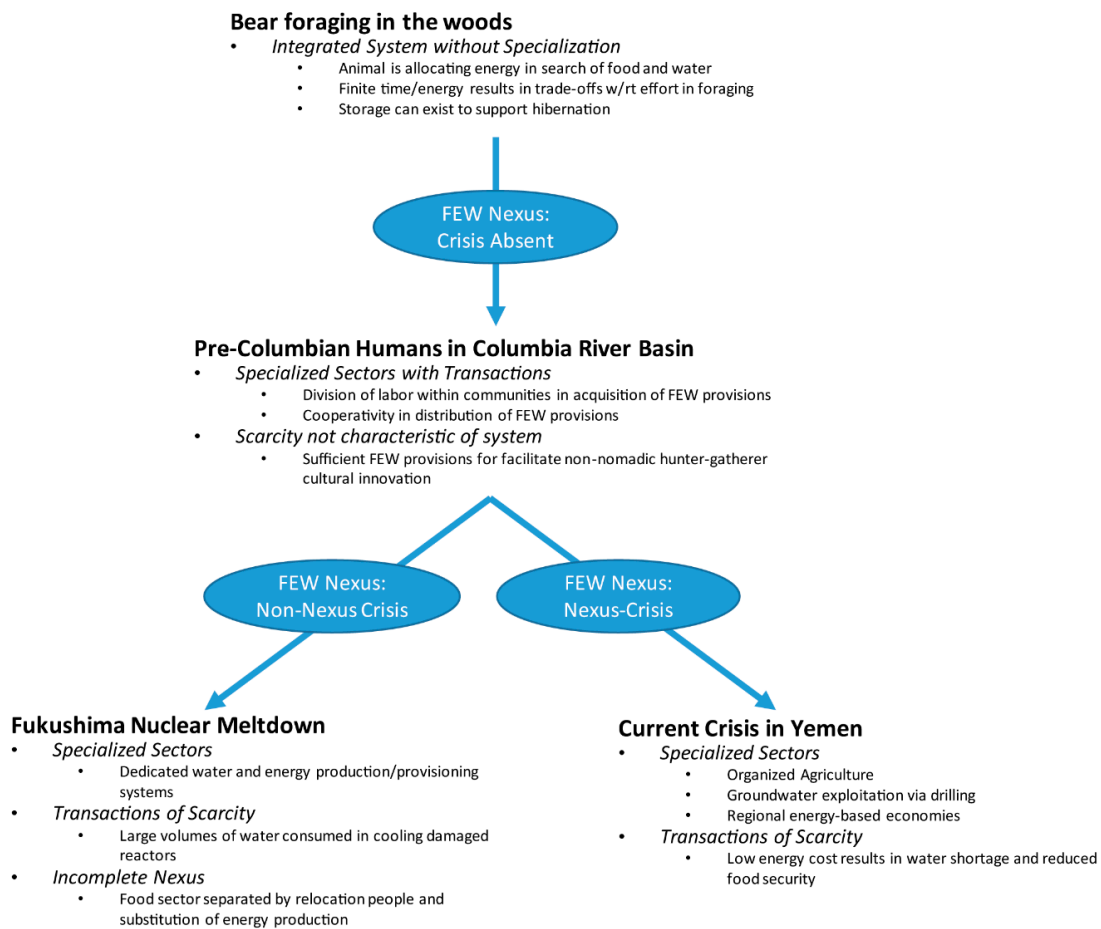 Bear foraging in the woods
• Integrated System without Specialization
• Animal is allocating energy in search of food and water
• Finite time/energy results in trade-offs w/rt effort in foraging
• Storage can exist to support hibernation
FEW Nexus:
Crisis Absent
Pre-Columbian Humans in Columbia River Basin
• Specialized Sectors with Transactions
• Division of labor within communities in acquisition of FEW provisions
• Cooperativity in distribution of FEW provisions
• Scarcity not characteristic of system
• Sufficient FEW provisions for facilitate non-nomadic hunter-gatherer
cultural innovation
FEW Nexus:
Non-Nexus Crisis
FEW Nexus:
Nexus-Crisis
Fukushima Nuclear Meltdown
• Specialized Sectors
• Dedicated water and energy production/provisioning
systems
• Transactions of Scarcity
• Large volumes of water consumed in cooling damaged
reactors
• Incomplete Nexus
• Food sector separated by relocation people and
substitution of energy production
Current Crisis in Yemen
• Specialized Sectors
• Organized Agriculture
• Groundwater exploitation via drilling
• Regional energy-based economies
• Transactions of Scarcity
• Low energy cost results in water shortage and reduced
food security